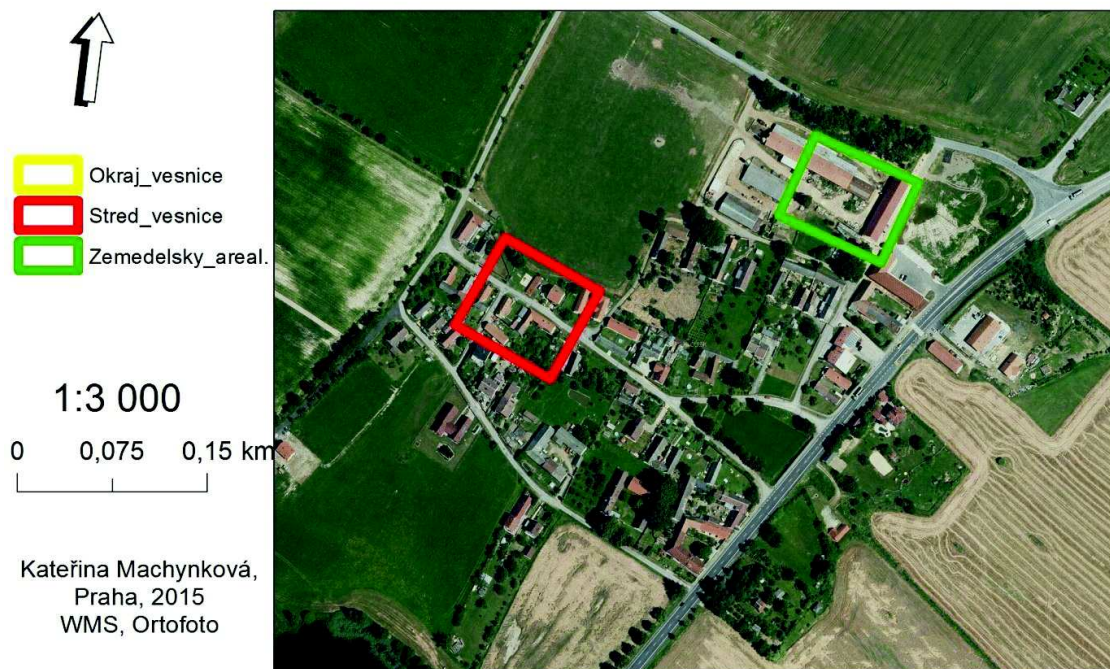 Okraj_vesnice
Stred_vesnice
Zemedelsky_areal.
1:3 000
0 0,075 0,15 km
Kateřina Machynková,
Praha, 2015
WMS, Ortofoto